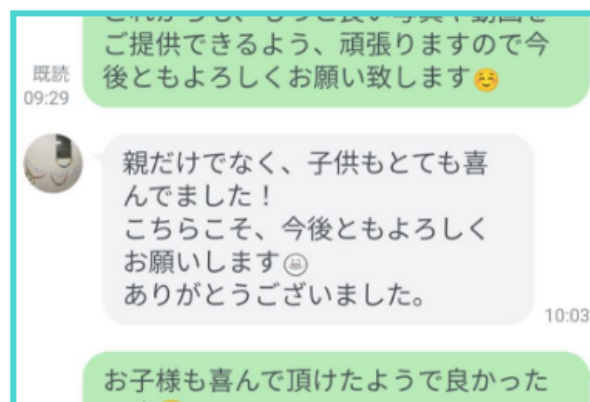 ご提供できるよう、頑張りますので今
後ともよろしくお願い致します☺️
既読
09:29
親だけでなく、子供もとても喜
んでました！
こちらこそ、今後ともよろしく
お願いします
ありがとうございました。
10:03
お子様も喜んで頂けたようで良かった